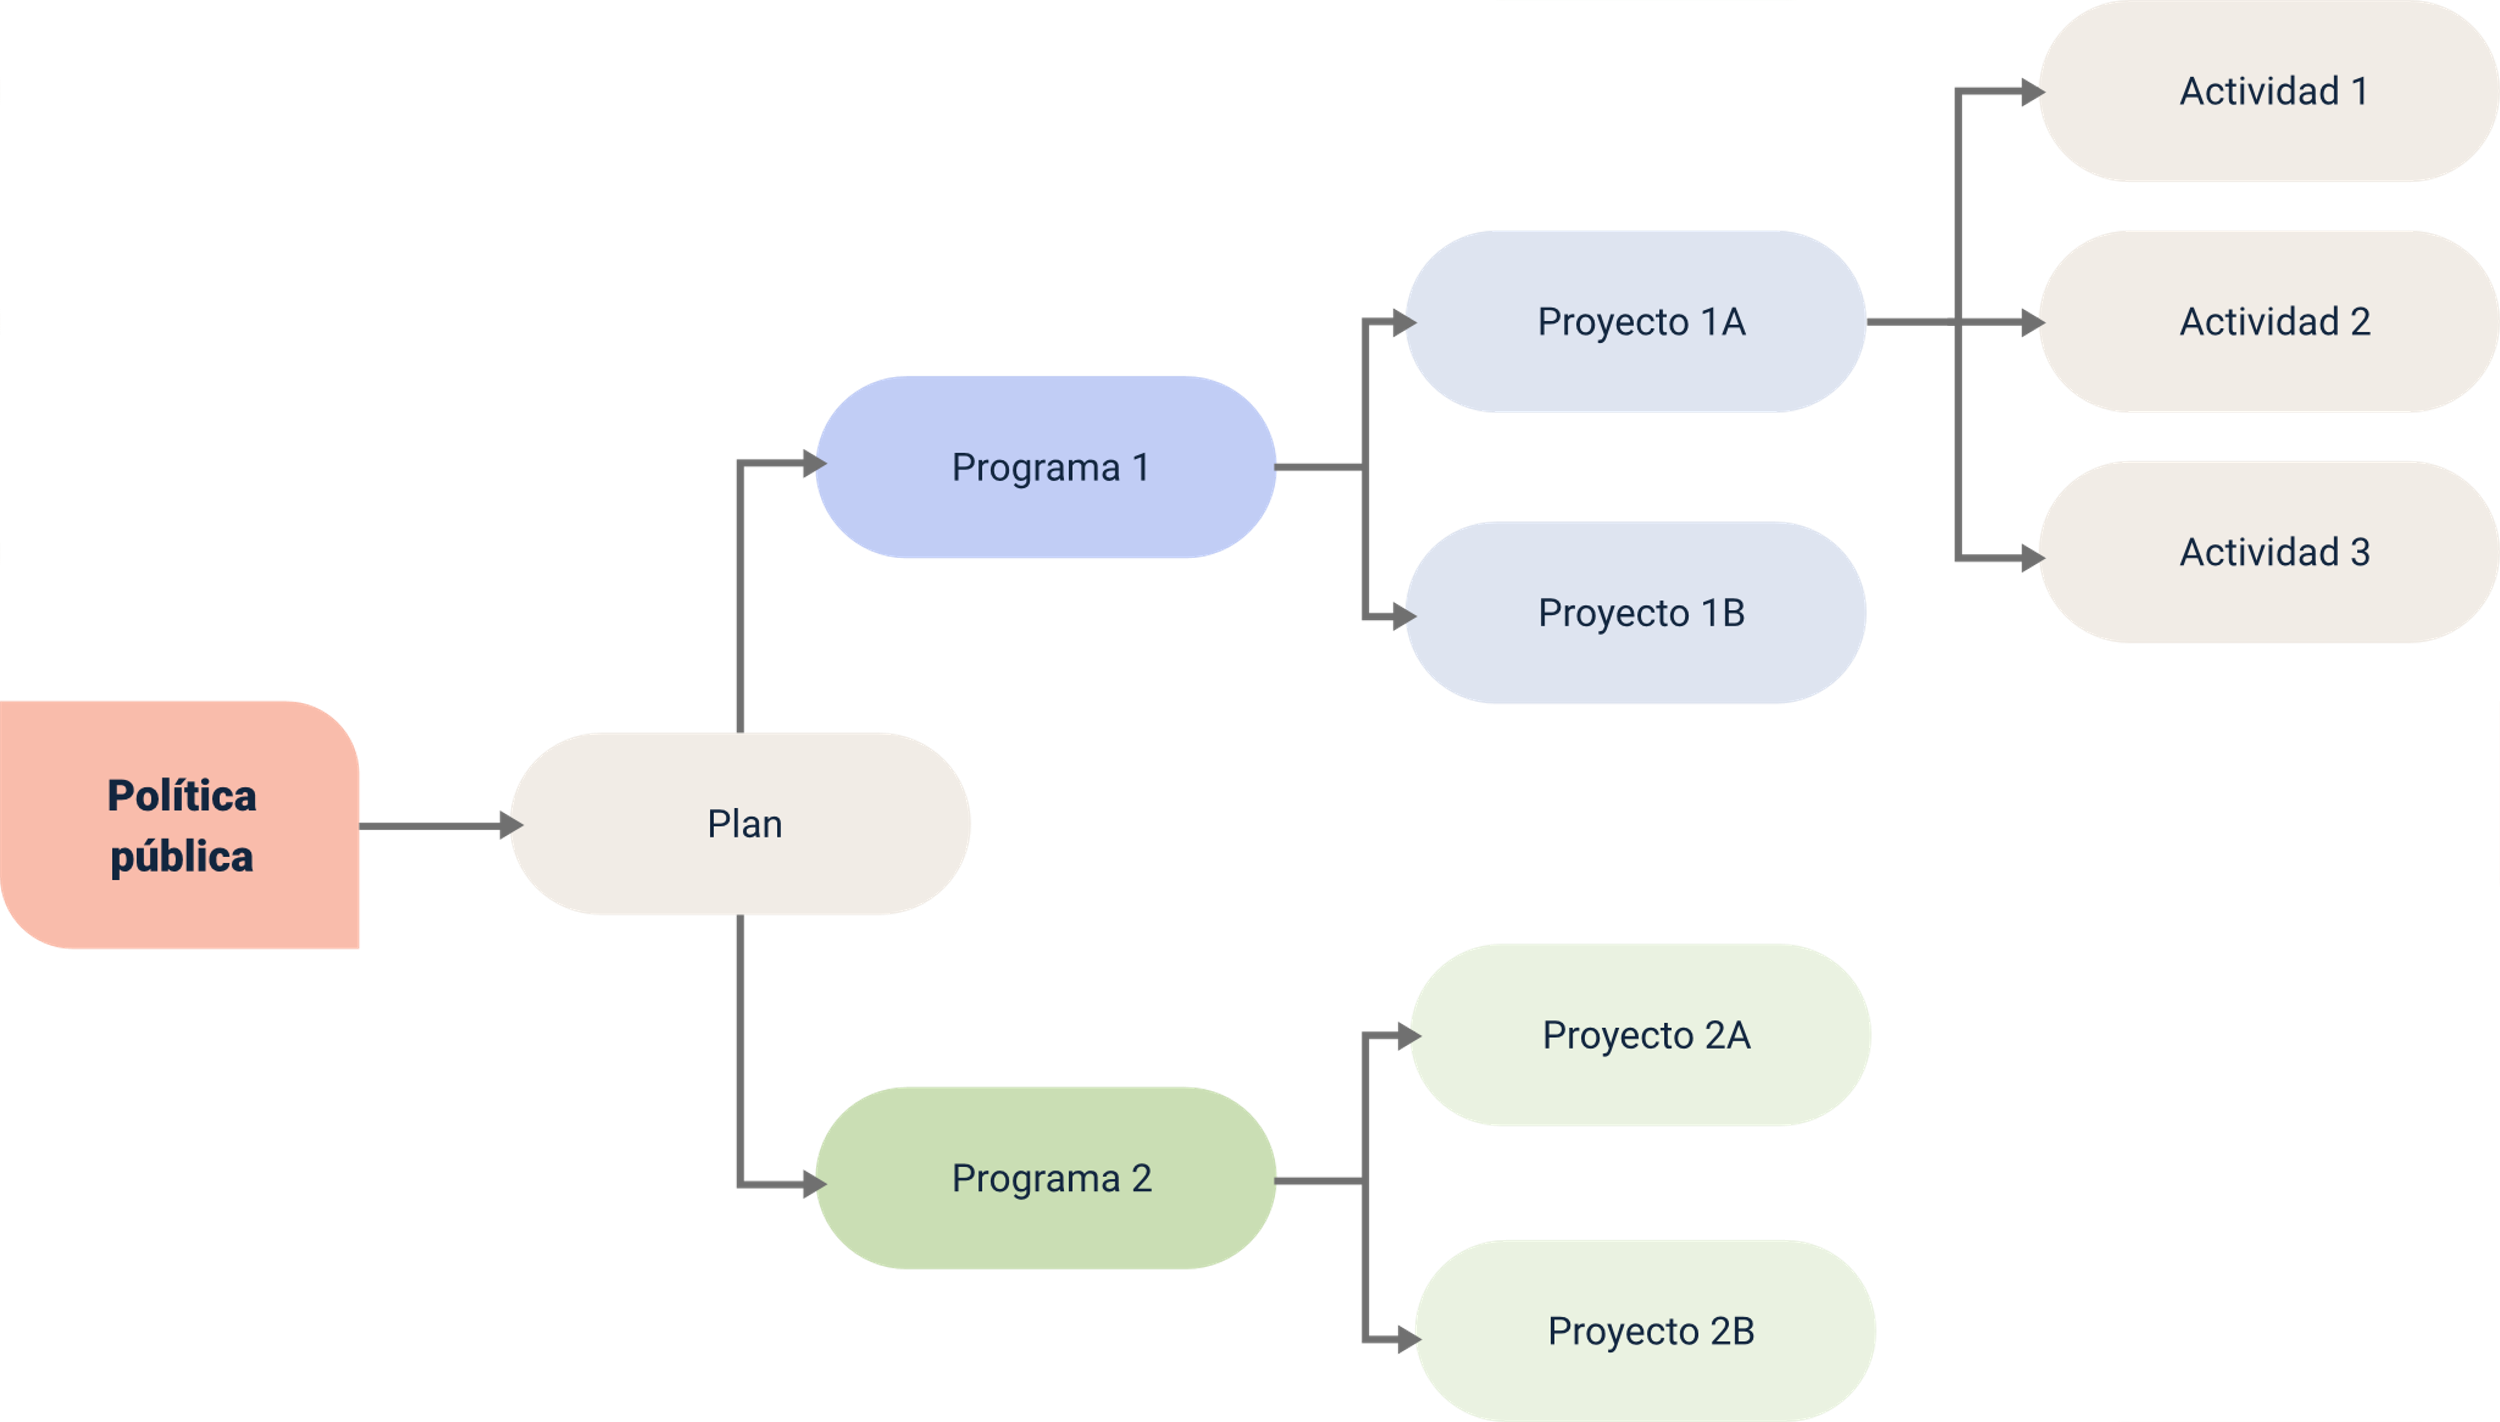 Política
pública
Plan
Programa 1
Proyecto 1A
Actividad 1
Actividad 2
Actividad 3
Proyecto 1B
Programa 2
Proyecto 2A
Proyecto 2B